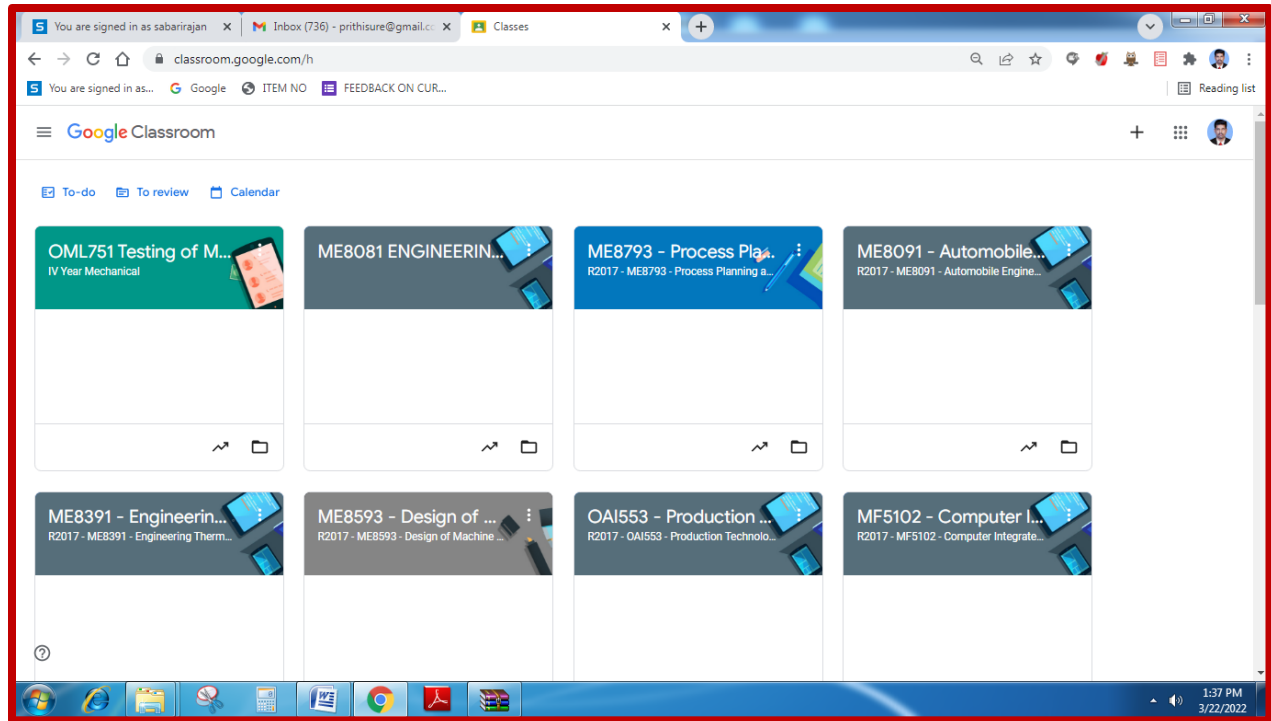 You are signed in as sabarirajan
Inbox (736) - prithisure@gmail.cc
Classes
classroom.google.com/h
You are signed in as...
Google
ITEM NO
FEEDBACK ON CUR...
Reading list
Google Classroom
To-do
To review
Calendar
OML751 Testing of M...
IV Year Mechanical
ME8081 ENGINEERIN...
ME8793 - Process Pla...
R2017 - ME8793 - Process Planning a...
ME8091 - Automobile...
R2017 - ME8091 - Automobile Engine...
ME8391 - Engineerin...
R2017 - ME8391 - Engineering Therm...
ME8593 - Design of ...
R2017 - ME8593 - Design of Machine ...
OAI553 - Production ...
R2017 - OAI553 - Production Technolo...
MF5102 - Computer I...
R2017 - MF5102 - Computer Integrate...
1:37 PM
3/22/2022